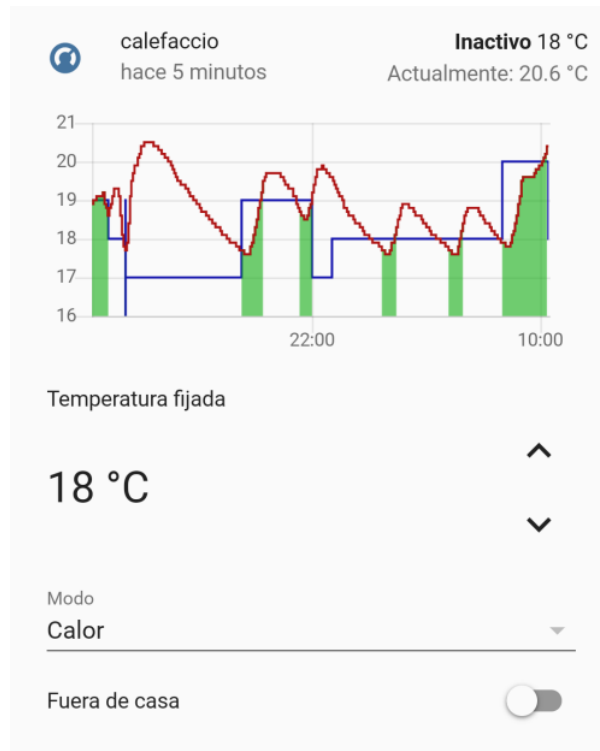 calefaccio
Inactivo 18 °C
hace 5 minutos
Actualmente: 20.6 °C
21
20
19
18
17
16
22:00
10:00
Temperatura fijada
18 °C
Modo
Calor
Fuera de casa